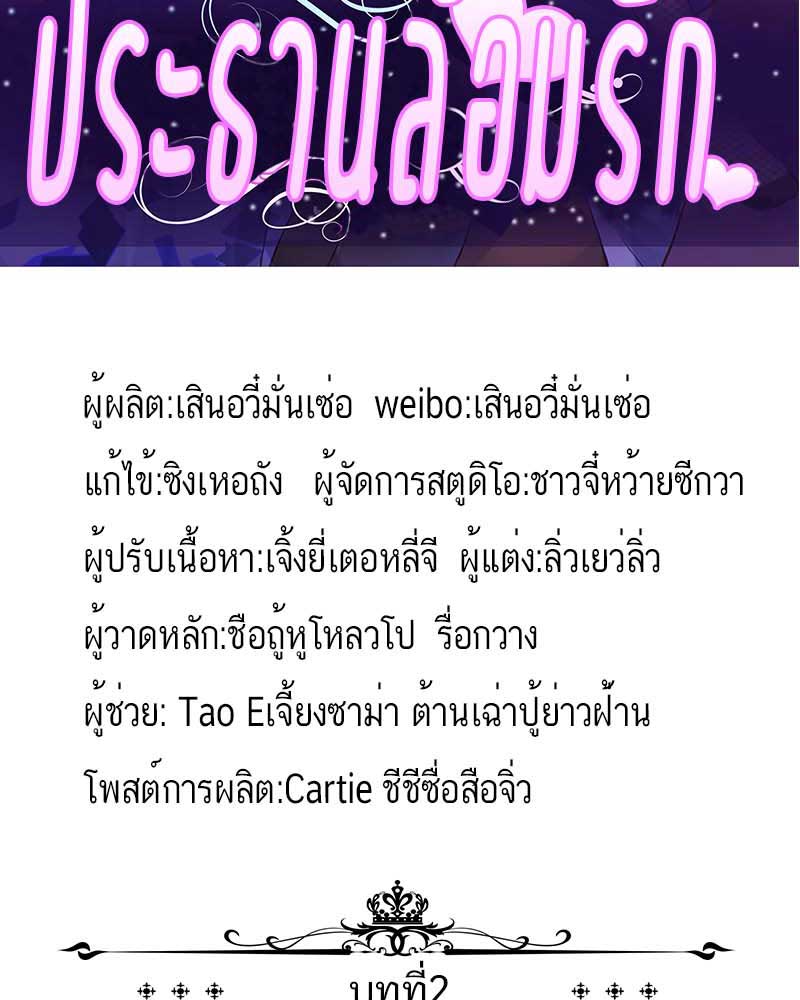 ประธานล้อมรัก
ผู้ผลิต:เสินอวี๋มั่นเซ่อ weibo:เสินอวี๋มั่นเซ่อ
แก้ไข้:ซิงเหอถัง ผู้จัดการสตูดิโอ:ชาวจี๋หว้ายซีกวา
ผู้ปรับเนื้อหา:เจิ้งยี่เตอหลี่จี ผู้แต่ง:ลิ่วเยว่ลิ่ว
ผู้วาดหลัก:ชือถู้หูโหลวโป รื่อกวาง
ผู้ช่วย: Tao Eเจี้ยงซาม่า ต้านเฉ่าปู้ย่าวฝ้าน
โพสต์การผลิต:Cartie ชีชีซื่อสือจิ่ว
บทที่2